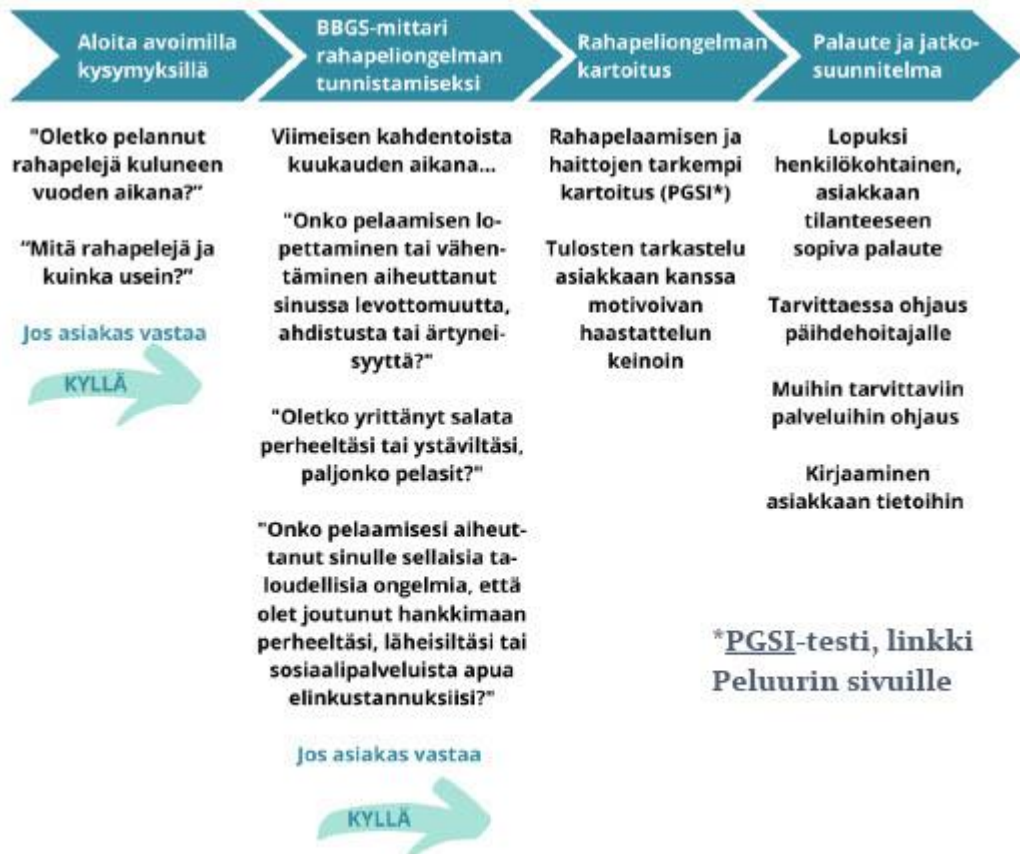 Aloita avoimilla
kysymyksillä
BBGS-mittari
rahapeliongelman
tunnistamiseksi
Rahapeliongelman
kartoitus
Palaute ja jatko-
suunnitelma
"Oletko pelannut
rahapelejä kuluneen
vuoden aikana?"
"Mitä rahapelejä ja
kuinka usein?"
Jos asiakas vastaa
KYLLÄ
Viimeisen kahdentoista
kuukauden aikana...
"Onko pelaamisen lo-
pettaminen tai vähen-
täminen aiheuttanut
sinussa levottomuutta,
ahdistusta tai ärtynei-
syyttä?"
"Oletko yrittänyt salata
perheeltäsi tai ystäviltäsi,
paljonko pelasit?"
"Onko pelaamisesi aiheut-
tanut sinulle sellaisia ta-
loudellisia ongelmia, että
olet joutunut hankkimaan
perheeltäsi, läheisiltäsi tai
sosiaalipalveluista apua
elinkustannuksiisi?"
Jos asiakas vastaa
KYLLÄ
Rahapelaamisen ja
haittojen tarkempi
kartoitus (PGSI*)
Tulosten tarkastelu
asiakkaan kanssa
motivoivan
haastattelun
keinoin
Lopuksi
henkilökohtainen,
asiakkaan
tilanteeseen
sopiva palaute
Tarvittaessa ohjaus
päihdehoitajalle
Muihin tarvittaviin
palveluihin ohjaus
Kirjaaminen
asiakkaan tietoihin
*PGSI-testi, linkki
Peluurin sivuille